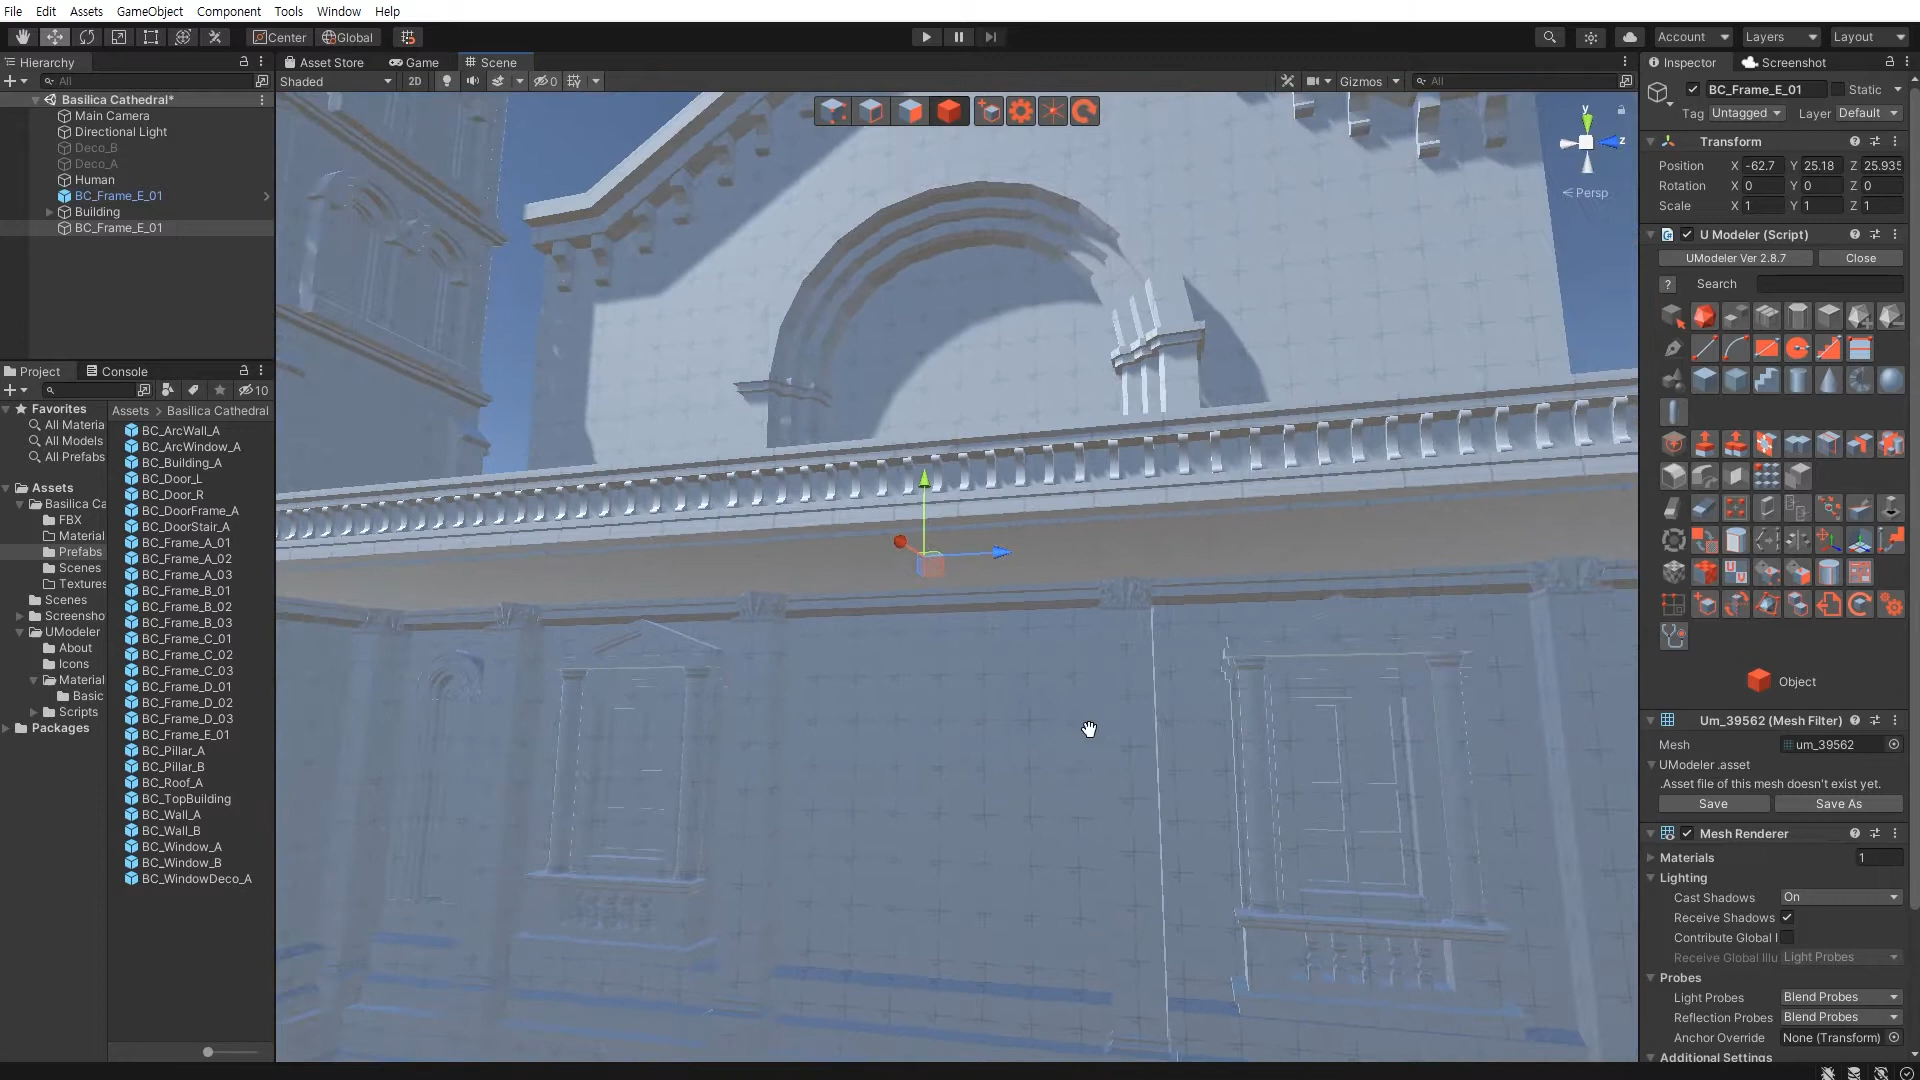 File Edit Assets GameObject Component Tools Window Help
Center Global Account Layers Layout
Hierarchy
All
Basilica Cathedral*
Main Camera
Directional Light
Deco_B
Deco_A
Human
BC_Frame_E_01
Building
BC_Frame_E_01
Project Console
10
Favorites
All Materia
All Models
All Prefabs
Assets
Basilica Ca
FBX
Material
Prefabs
Scenes
Textures
Scenes
Screensho
UModeler
About
Icons
Material
Basic
Scripts
Packages
Assets > Basilica Cathedral
BC_ArcWall_A
BC_ArcWindow_A
BC_Building_A
BC_Door_L
BC_Door_R
BC_DoorFrame_A
BC_DoorStair_A
BC_Frame_A_01
BC_Frame_A_02
BC_Frame_A_03
BC_Frame_B_01
BC_Frame_B_02
BC_Frame_B_03
BC_Frame_C_01
BC_Frame_C_02
BC_Frame_C_03
BC_Frame_D_01
BC_Frame_D_02
BC_Frame_D_03
BC_Frame_E_01
BC_Pillar_A
BC_Pillar_B
BC_Roof_A
BC_TopBuilding
BC_Wall_A
BC_Wall_B
BC_Window_A
BC_Window_B
BC_WindowDeco_A
Asset Store Game Scene
Shaded 2D 0 Gizmos All
y
z
Persp
Inspector Screenshot
BC_Frame_E_01 Static
Tag Untagged Layer Default
Transform
Position X -62.7 Y 25.18 Z 25.935
Rotation X 0 Y 0 Z 0
Scale X 1 Y 1 Z 1
U Modeler (Script)
UModeler Ver 2.8.7 Close
? Search
Object
Um_39562 (Mesh Filter)
Mesh um_39562
UModeler .asset
.Asset file of this mesh doesn't exist yet.
Save Save As
Mesh Renderer
Materials 1
Lighting
Cast Shadows On
Receive Shadows
Contribute Global I
Receive Global Illu Light Probes
Probes
Light Probes Blend Probes
Reflection Probes Blend Probes
Anchor Override None (Transform)
Additional Settings